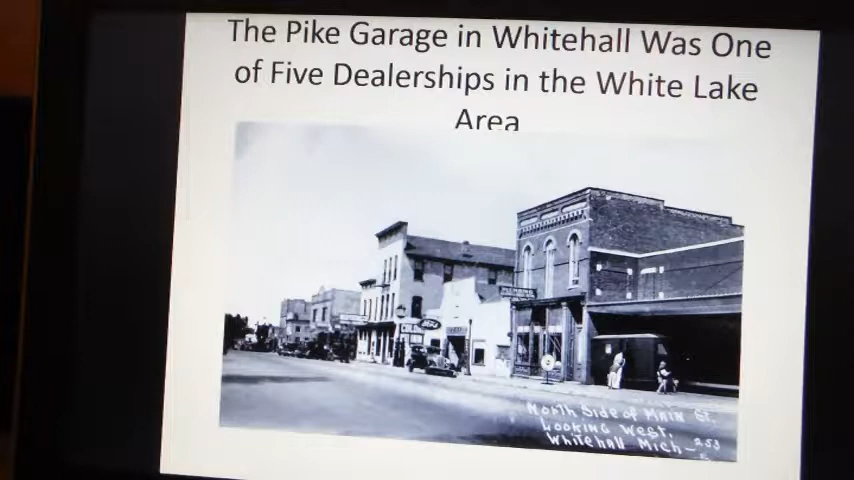 The Pike Garage in Whitehall Was One
of Five Dealerships in the White Lake
Area
North Side of Main St.
Looking West.
Whitehall Mich— 253